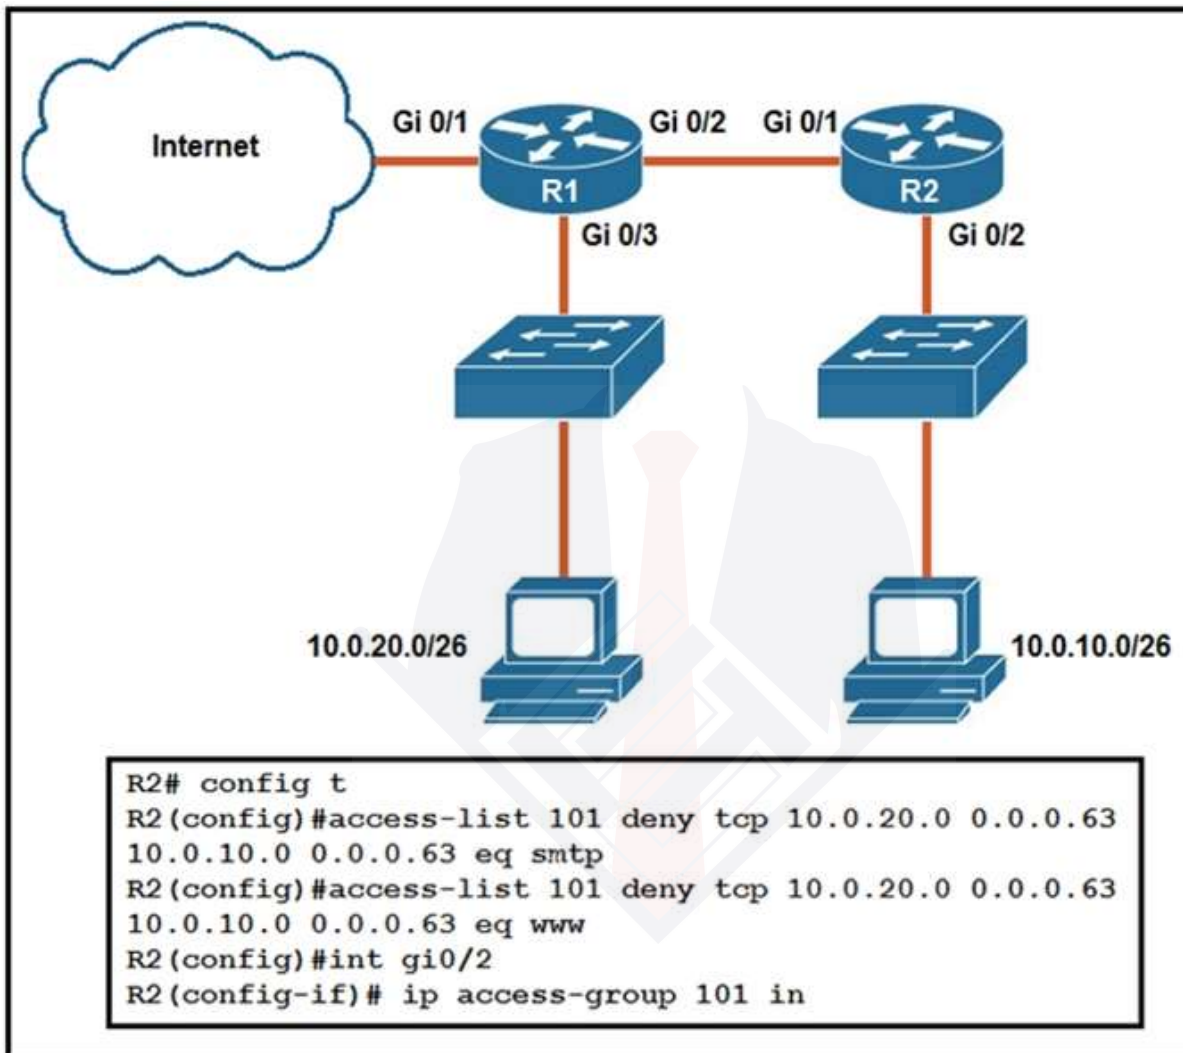 Internet
Gi 0/1
Gi 0/2
Gi 0/1
R1
R2
Gi 0/3
Gi 0/2
10.0.20.0/26
10.0.10.0/26
R2# config t
R2(config)#access-list 101 deny tcp 10.0.20.0 0.0.0.63
10.0.10.0 0.0.0.63 eq smtp
R2(config)#access-list 101 deny tcp 10.0.20.0 0.0.0.63
10.0.10.0 0.0.0.63 eq www
R2(config)#int gi0/2
R2(config-if)# ip access-group 101 in